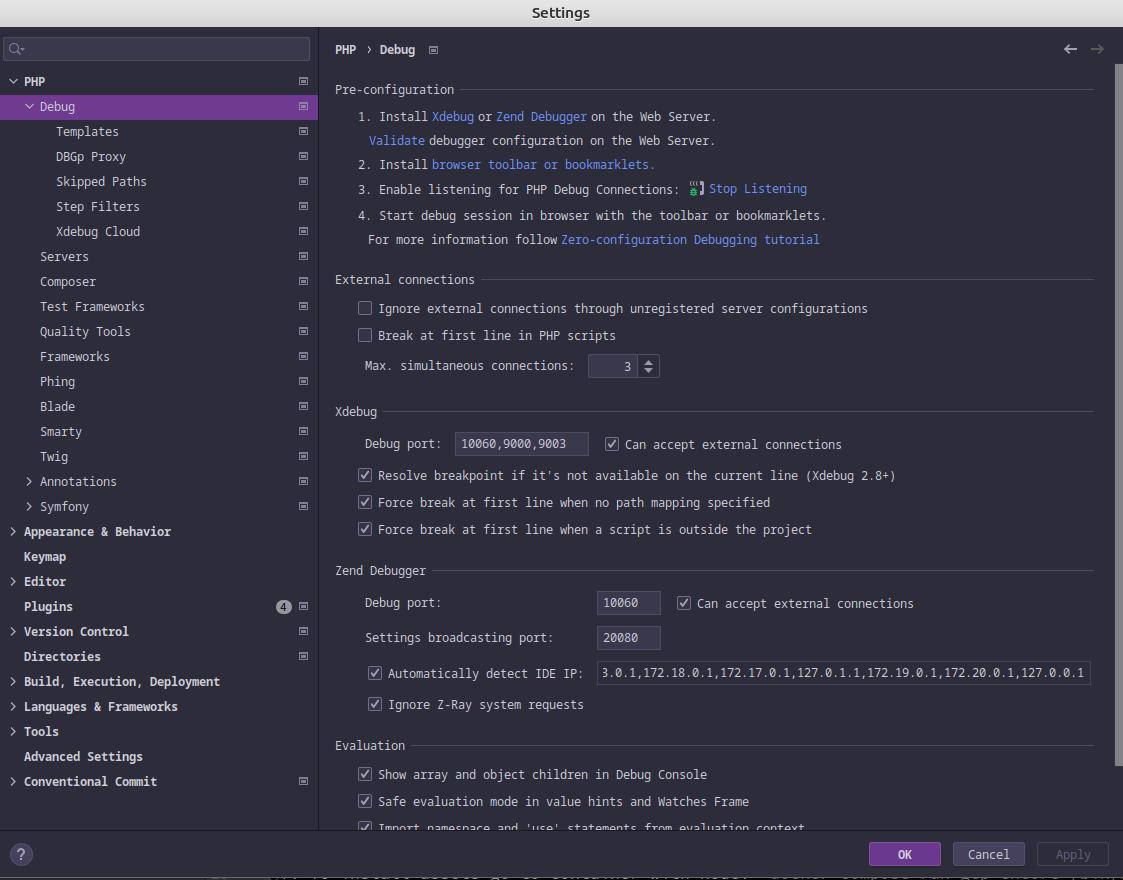 Settings
PHP
Debug
Templates
DBGp Proxy
Skipped Paths
Step Filters
Xdebug Cloud
Servers
Composer
Test Frameworks
Quality Tools
Frameworks
Phing
Blade
Smarty
Twig
Annotations
Symfony
Appearance & Behavior
Keymap
Editor
Plugins 4
Version Control
Directories
Build, Execution, Deployment
Languages & Frameworks
Tools
Advanced Settings
Conventional Commit
PHP › Debug
Pre-configuration
1. Install Xdebug or Zend Debugger on the Web Server.
Validate debugger configuration on the Web Server.
2. Install browser toolbar or bookmarklets.
3. Enable listening for PHP Debug Connections: Stop Listening
4. Start debug session in browser with the toolbar or bookmarklets.
For more information follow Zero-configuration Debugging tutorial
External connections
Ignore external connections through unregistered server configurations
Break at first line in PHP scripts
Max. simultaneous connections: 3
Xdebug
Debug port: 10060,9000,9003 Can accept external connections
Resolve breakpoint if it's not available on the current line (Xdebug 2.8+)
Force break at first line when no path mapping specified
Force break at first line when a script is outside the project
Zend Debugger
Debug port: 10060 Can accept external connections
Settings broadcasting port: 20080
Automatically detect IDE IP: 3.0.1,172.18.0.1,172.17.0.1,127.0.1.1,172.19.0.1,172.20.0.1,127.0.0.1
Ignore Z-Ray system requests
Evaluation
Show array and object children in Debug Console
Safe evaluation mode in value hints and Watches Frame
Import namespace and 'use' statements from evaluation context
? OK Cancel Apply